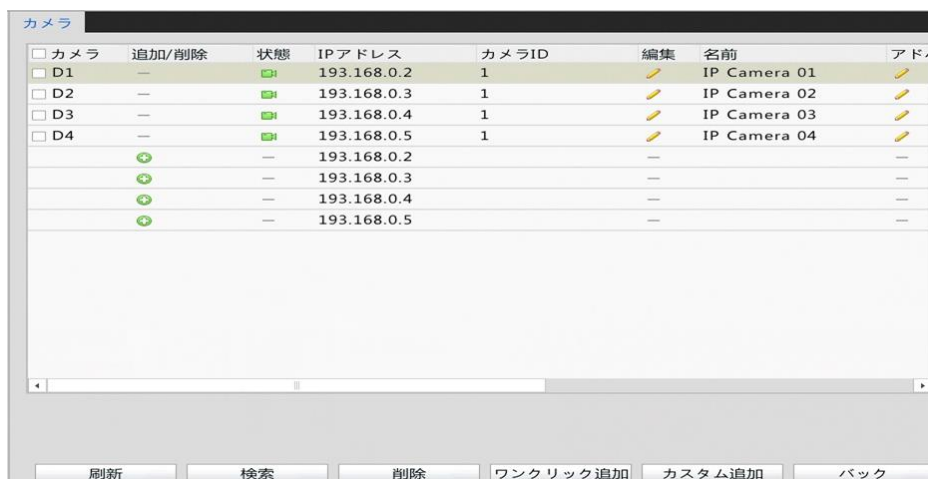 カメラ
カメラ 追加/削除 状態 IPアドレス カメラID 編集 名前
D1 — 193.168.0.2 1 IP Camera 01
D2 — 193.168.0.3 1 IP Camera 02
D3 — 193.168.0.4 1 IP Camera 03
D4 — 193.168.0.5 1 IP Camera 04
— 193.168.0.2 — —
— 193.168.0.3 — —
— 193.168.0.4 — —
— 193.168.0.5 — —
刷新 検索 削除 ワンクリック追加 カスタム追加 バック